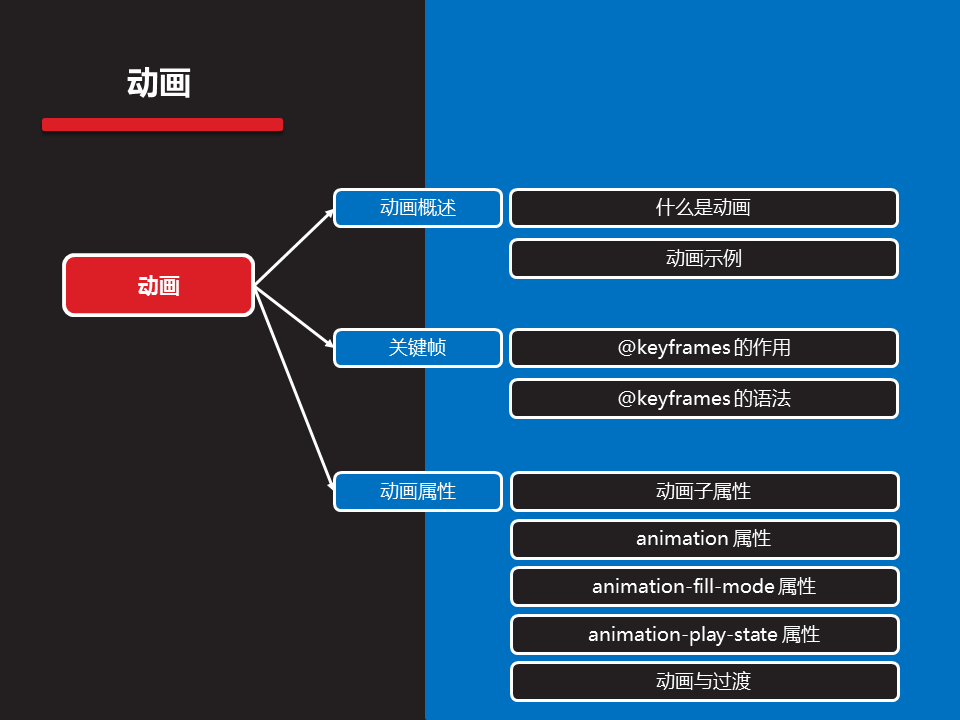 动画
动画
动画概述
什么是动画
动画示例
关键帧
@keyframes 的作用
@keyframes 的语法
动画属性
动画子属性
animation 属性
animation-fill-mode 属性
animation-play-state 属性
动画与过渡